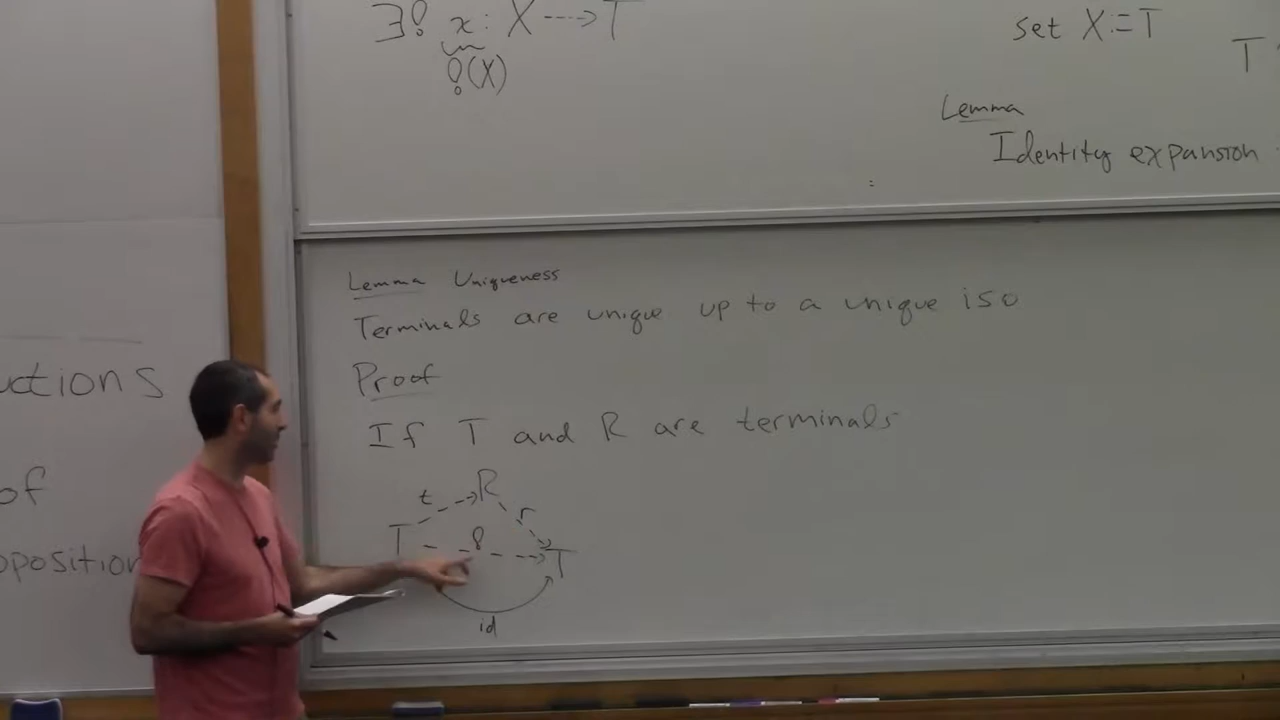 ∃! x : X ⇢ T
!(X)
set X := T
T
Lemma
Identity expansion
Lemma Uniqueness
Terminals are unique up to a unique iso
Proof
If T and R are terminals
R
t
r
T
!
T
id
uctions
of
oposition